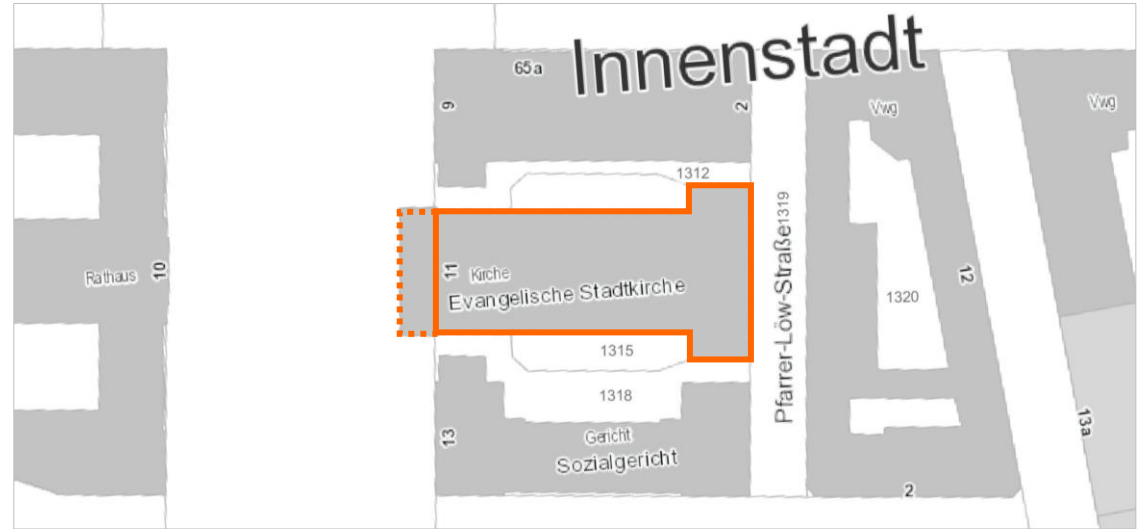 Innenstadt
65a
9
2
Vwg
Vwg
1312
1319
Rathaus
10
11
Kirche
Evangelische Stadtkirche
Pfarrer-Löw-Straße
12
1320
1315
1318
13
Gericht
Sozialgericht
13a
2